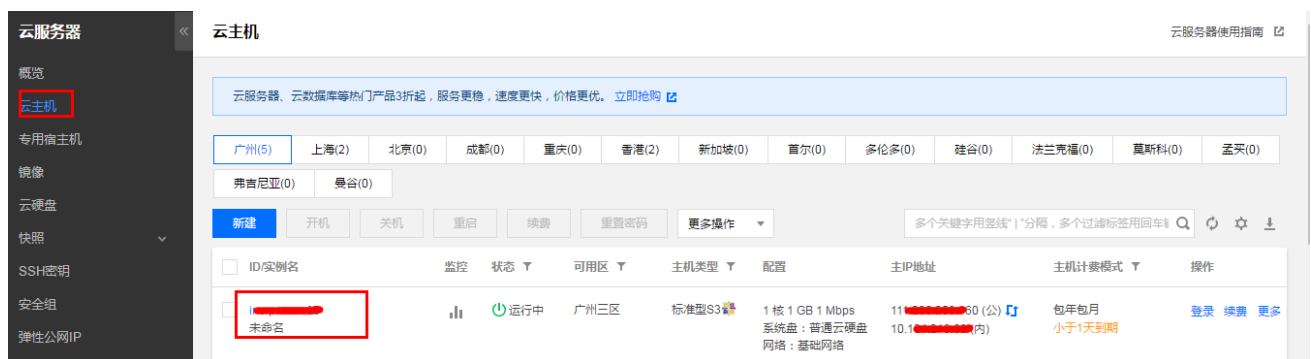 云服务器
云主机
云服务器使用指南
概览
云主机
专用宿主机
镜像
云硬盘
快照
SSH密钥
安全组
弹性公网IP
云服务器、云数据库等热门产品3折起，服务更稳，速度更快，价格更优。 立即抢购
广州(5) 上海(2) 北京(0) 成都(0) 重庆(0) 香港(2) 新加坡(0) 首尔(0) 多伦多(0) 硅谷(0) 法兰克福(0) 莫斯科(0) 孟买(0)
弗吉尼亚(0) 曼谷(0)
新建 开机 关机 重启 续费 重置密码 更多操作 多个关键字用竖线"|"分隔，多个过滤标签用回车键
ID/实例名 监控 状态 可用区 主机类型 配置 主IP地址 主机计费模式 操作
运行中 广州三区 标准型S3 1 核 1 GB 1 Mbps (公) 包年包月 登录 续费 更多
未命名 系统盘：普通云硬盘 (内) 小于1天到期
网络：基础网络